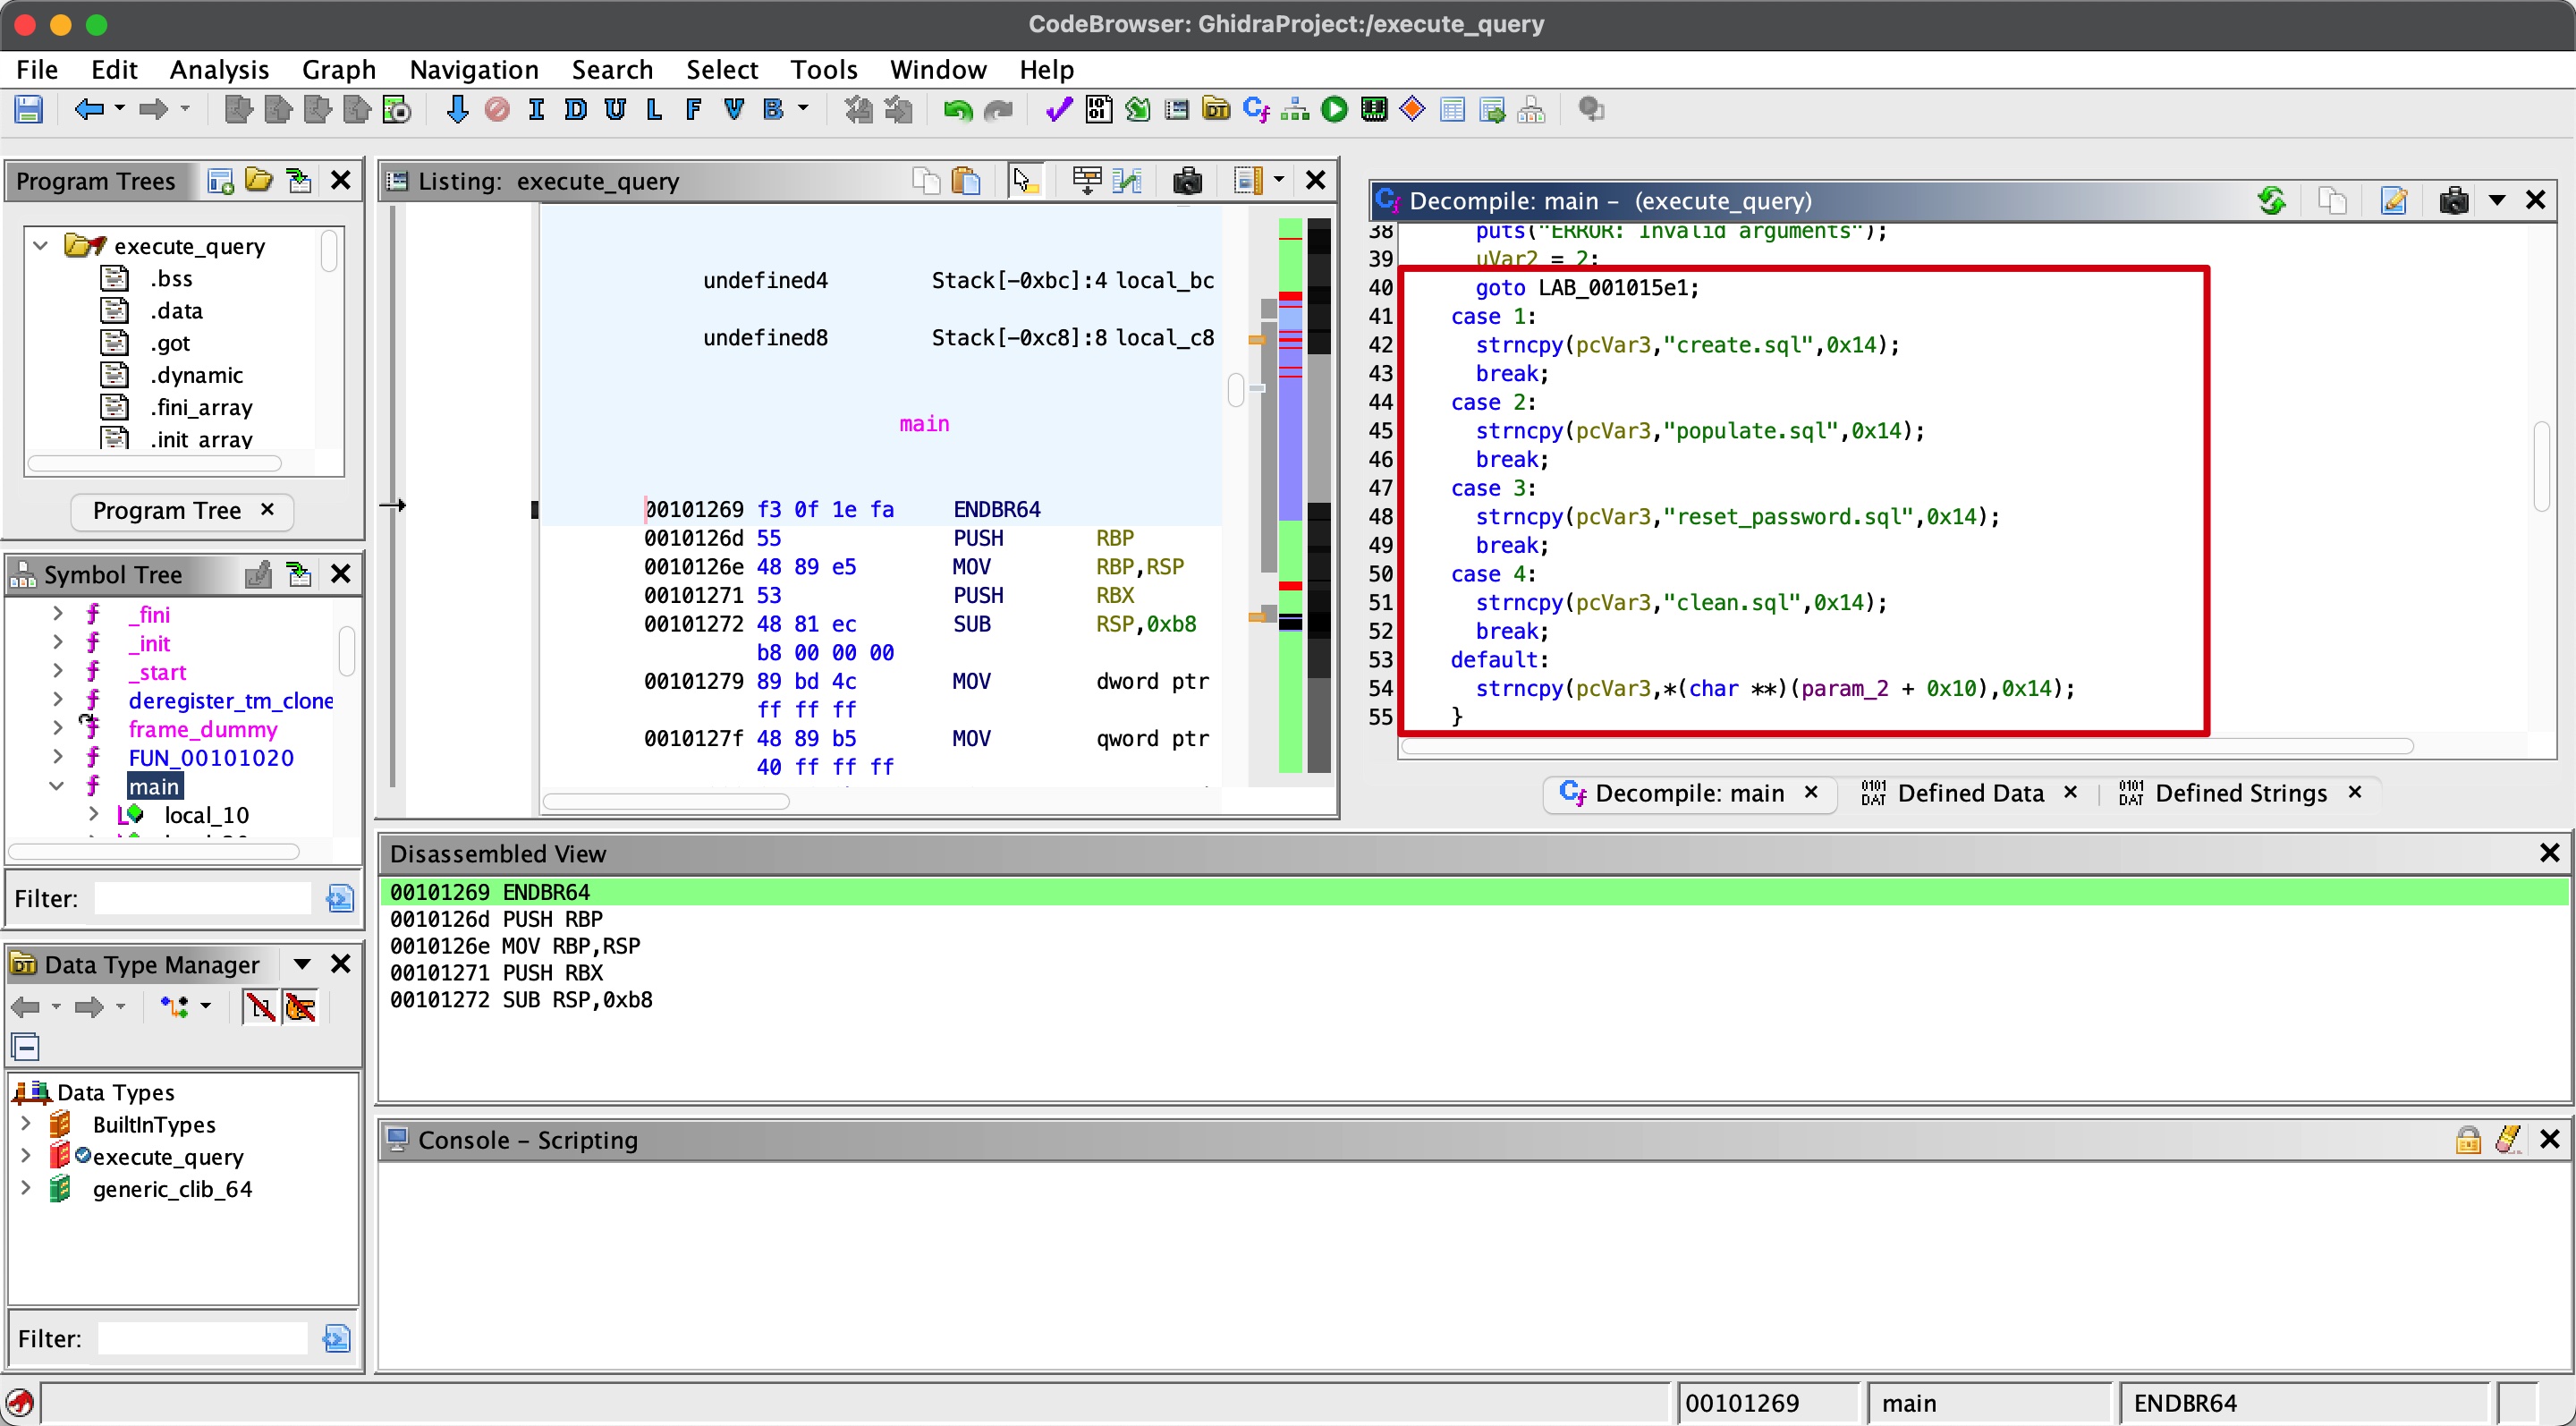 CodeBrowser: GhidraProject:/execute_query
File Edit Analysis Graph Navigation Search Select Tools Window Help
I D U L F V B
Program Trees
execute_query
.bss
.data
.got
.dynamic
.fini_array
.init_array
Program Tree
Symbol Tree
_fini
_init
_start
deregister_tm_clone
frame_dummy
FUN_00101020
main
local_10
Filter:
Data Type Manager
Data Types
BuiltInTypes
execute_query
generic_clib_64
Filter:
Listing: execute_query
undefined4 Stack[-0xbc]:4 local_bc
undefined8 Stack[-0xc8]:8 local_c8
main
00101269 f3 0f 1e fa ENDBR64
0010126d 55 PUSH RBP
0010126e 48 89 e5 MOV RBP,RSP
00101271 53 PUSH RBX
00101272 48 81 ec SUB RSP,0xb8
b8 00 00 00
00101279 89 bd 4c MOV dword ptr
ff ff ff
0010127f 48 89 b5 MOV qword ptr
40 ff ff ff
Decompile: main - (execute_query)
38 puts("ERROR: Invalid arguments");
39 uVar2 = 2;
40 goto LAB_001015e1;
41 case 1:
42 strncpy(pcVar3,"create.sql",0x14);
43 break;
44 case 2:
45 strncpy(pcVar3,"populate.sql",0x14);
46 break;
47 case 3:
48 strncpy(pcVar3,"reset_password.sql",0x14);
49 break;
50 case 4:
51 strncpy(pcVar3,"clean.sql",0x14);
52 break;
53 default:
54 strncpy(pcVar3,*(char **)(param_2 + 0x10),0x14);
55 }
Decompile: main
Defined Data
Defined Strings
Disassembled View
00101269 ENDBR64
0010126d PUSH RBP
0010126e MOV RBP,RSP
00101271 PUSH RBX
00101272 SUB RSP,0xb8
Console - Scripting
00101269 main ENDBR64